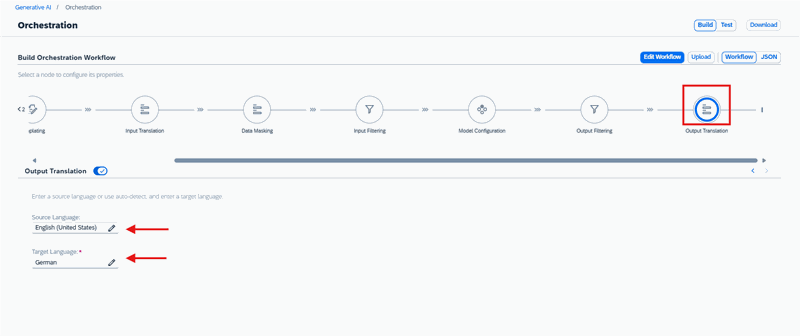 Generative AI / Orchestration
Orchestration
Build Test Download
Build Orchestration Workflow
Edit Workflow Upload Workflow JSON
Select a node to configure its properties.
2
plating Input Translation Data Masking Input Filtering Model Configuration Output Filtering Output Translation
Output Translation
Enter a source language or use auto-detect, and enter a target language.
Source Language:
English (United States)
Target Language: *
German